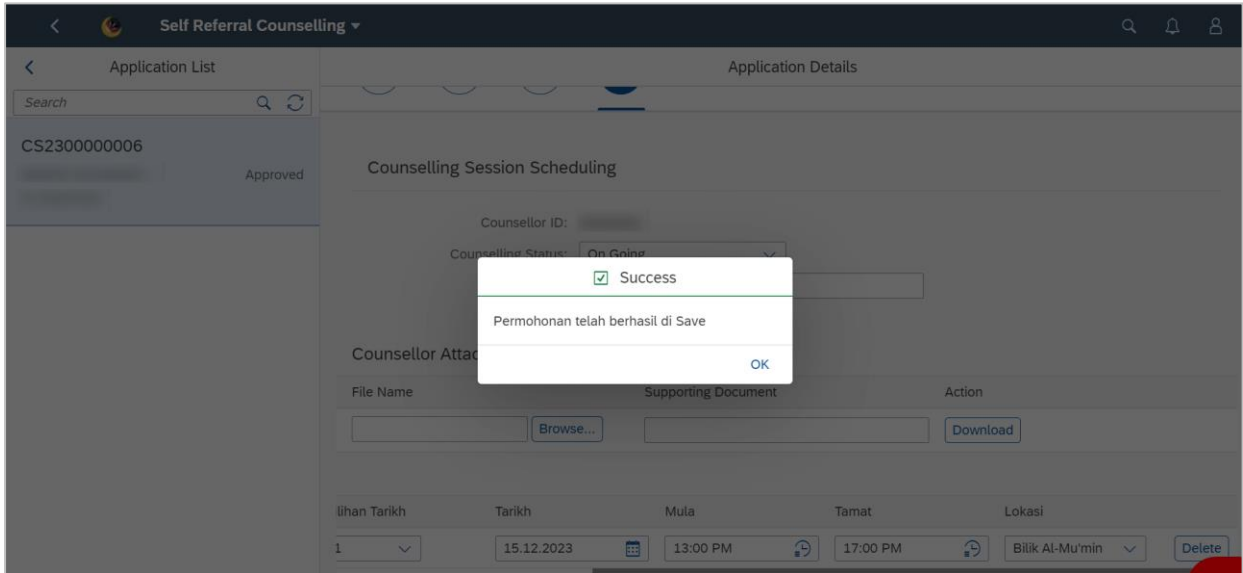 Self Referral Counselling
Application List
Application Details
Search
CS2300000006
Approved
Counselling Session Scheduling
Counsellor ID:
Counselling Status: On Going
Success
Permohonan telah berhasil di Save
OK
Counsellor Attac
File Name Supporting Document Action
Browse... Download
lihan Tarikh Tarikh Mula Tamat Lokasi
1 15.12.2023 13:00 PM 17:00 PM Bilik Al-Mu'min Delete